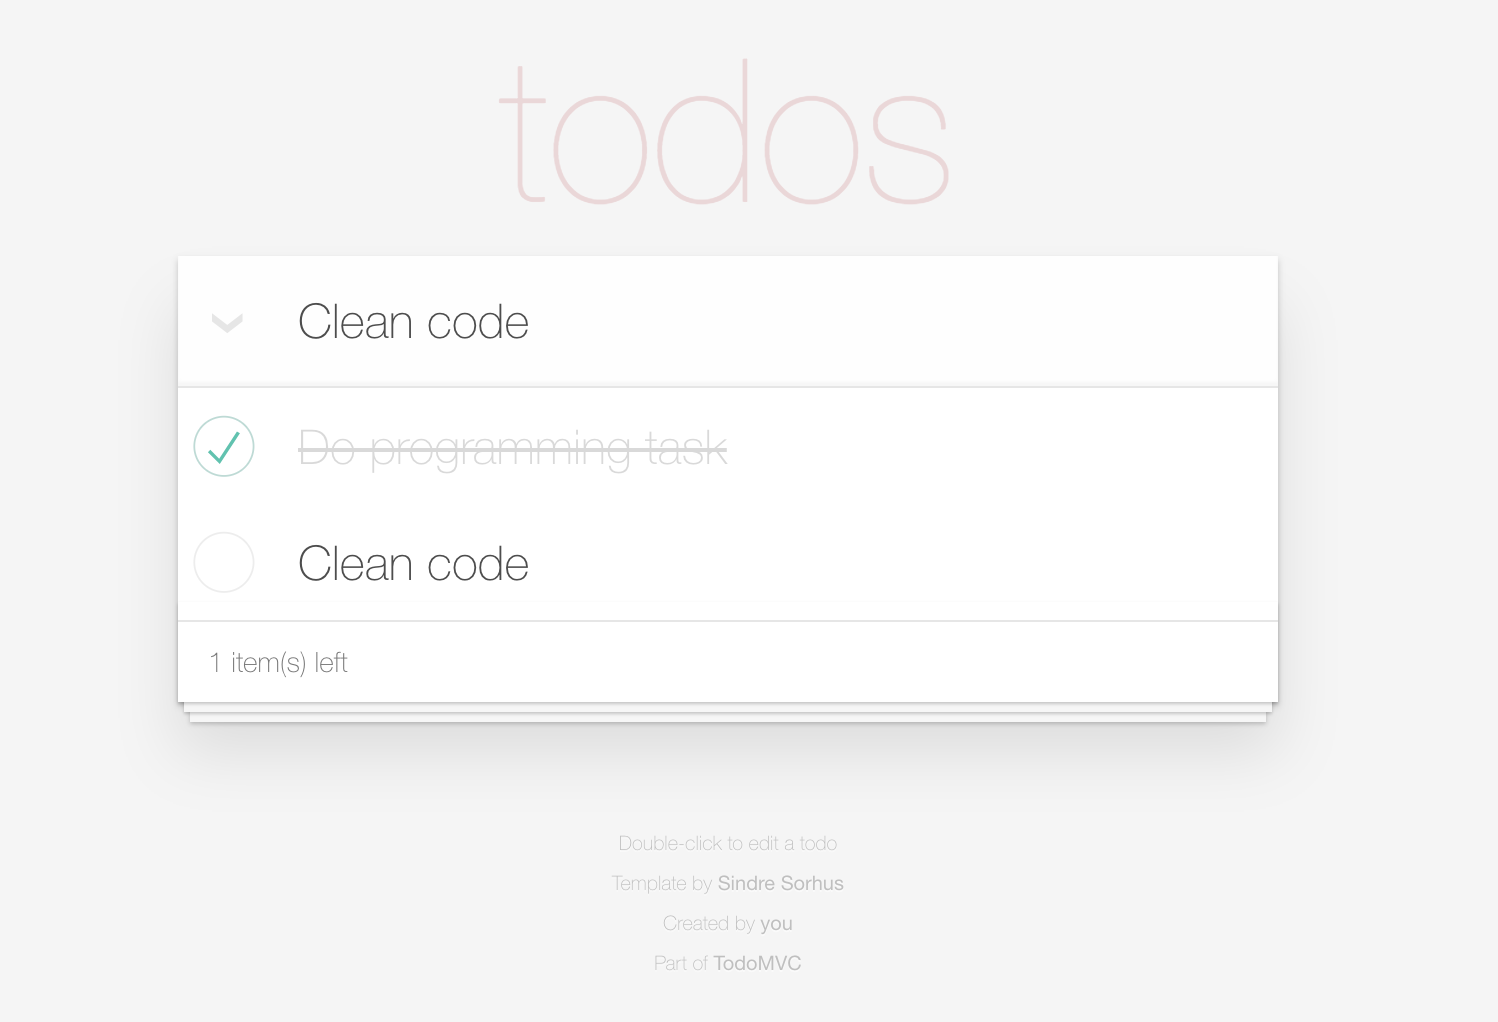 todos
Clean code
Do programming task
Clean code
1 item(s) left
Double-click to edit a todo
Template by Sindre Sorhus
Created by you
Part of TodoMVC